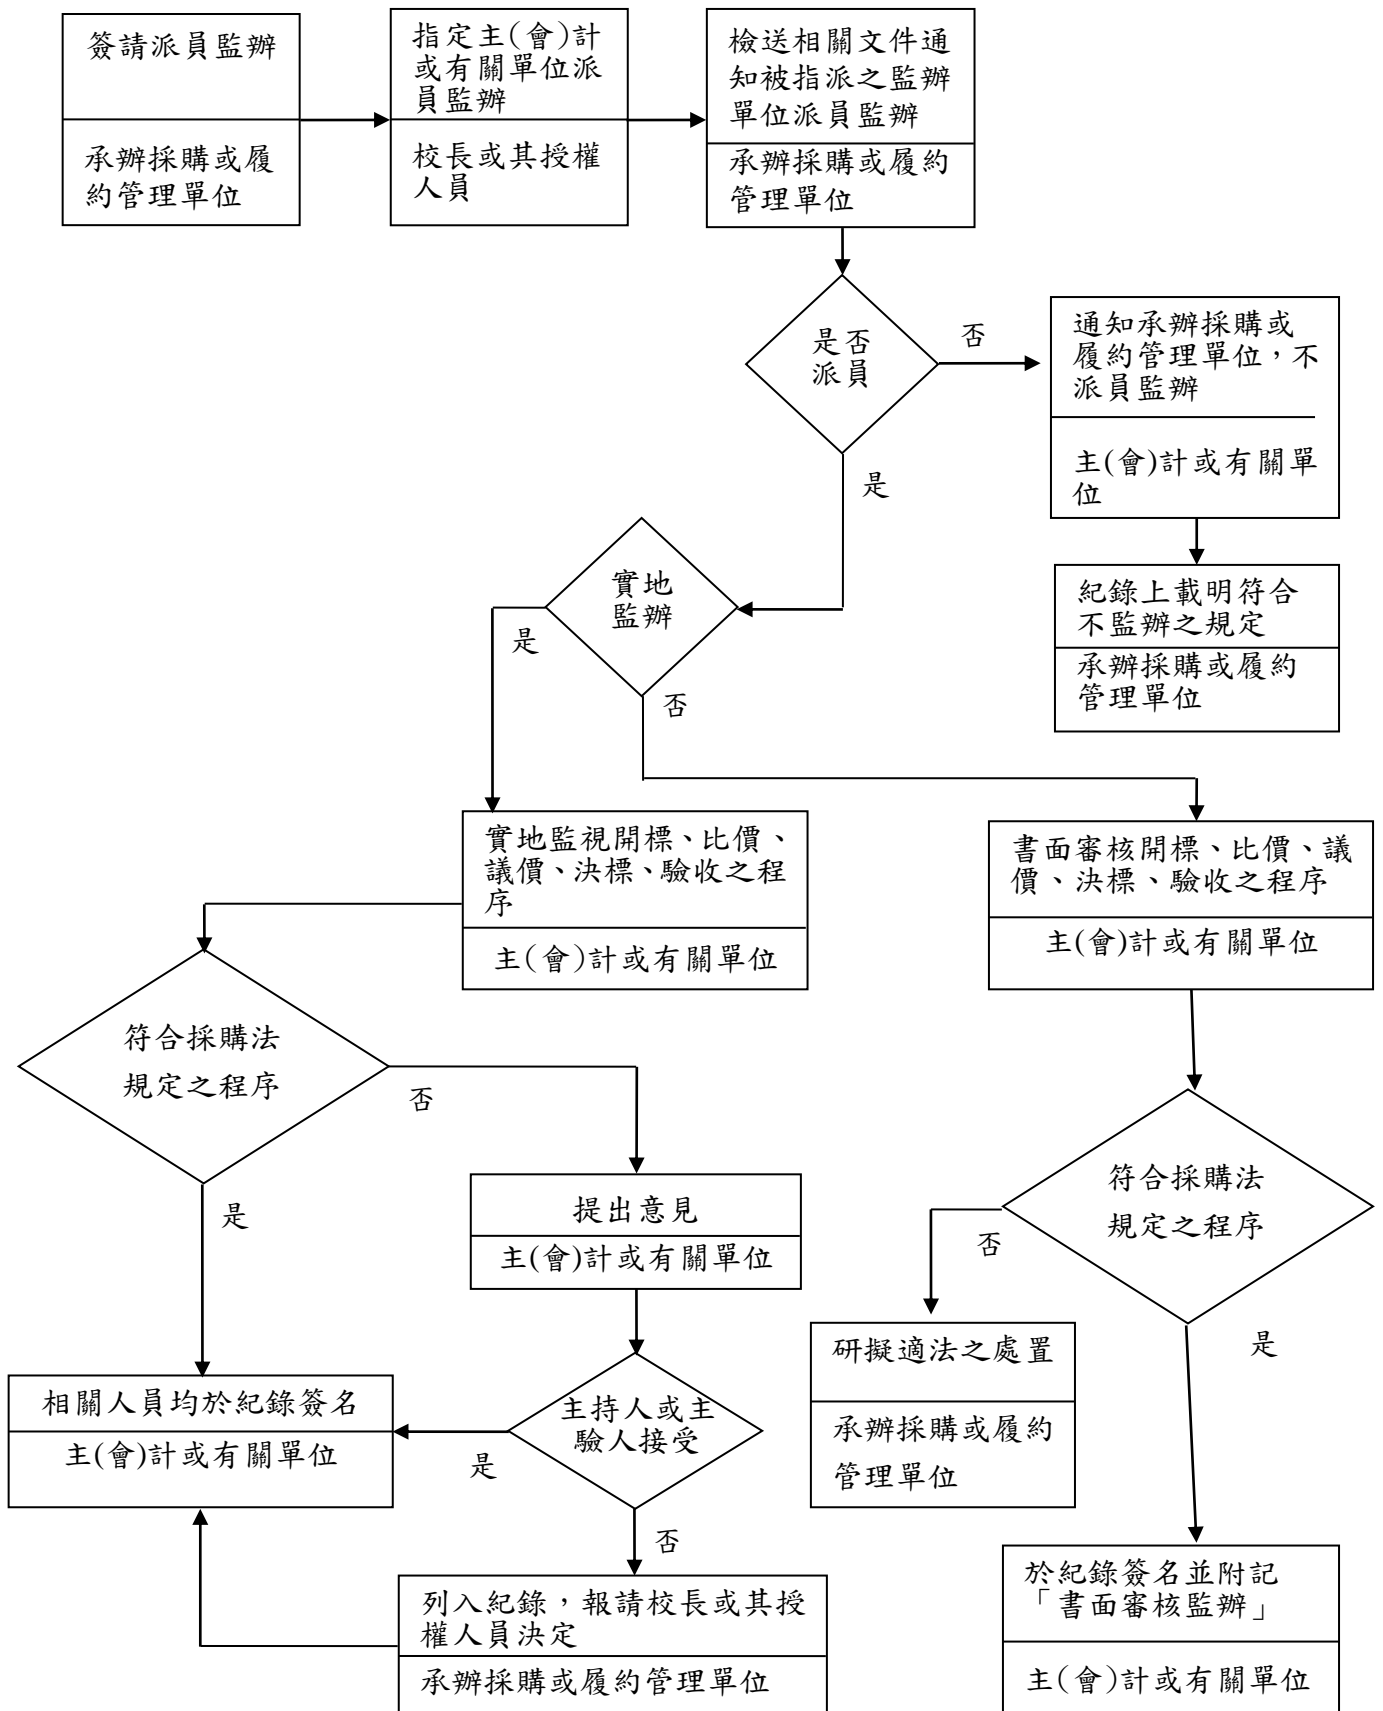 簽請派員監辦
承辦採購或履
約管理單位
指定主(會)計
或有關單位派
員監辦
校長或其授權
人員
檢送相關文件通
知被指派之監辦
單位派員監辦
承辦採購或履約
管理單位
是否
派員
否
是
通知承辦採購或
履約管理單位，不
派員監辦
主(會)計或有關單
位
紀錄上載明符合
不監辦之規定
承辦採購或履約
管理單位
實地
監辦
是
否
實地監視開標、比價、
議價、決標、驗收之程
序
主(會)計或有關單位
書面審核開標、比價、議
價、決標、驗收之程序
主(會)計或有關單位
符合採購法
規定之程序
否
是
提出意見
主(會)計或有關單位
符合採購法
規定之程序
否
是
研擬適法之處置
承辦採購或履約
管理單位
主持人或主
驗人接受
是
否
相關人員均於紀錄簽名
主(會)計或有關單位
列入紀錄，報請校長或其授
權人員決定
承辦採購或履約管理單位
於紀錄簽名並附記
「書面審核監辦」
主(會)計或有關單位